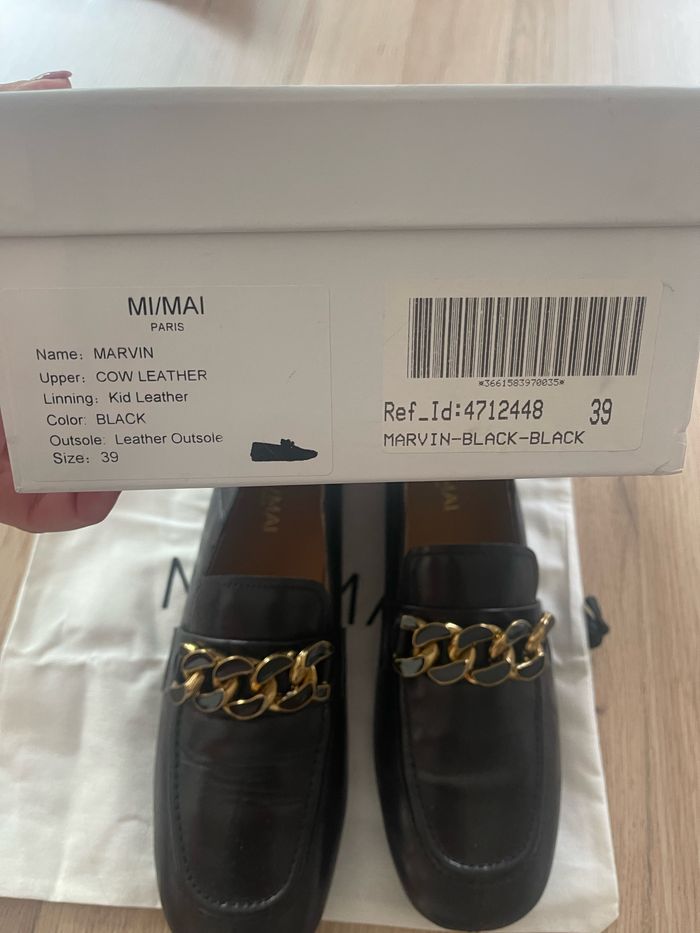 MI/MAI
PARIS
Name: MARVIN
Upper: COW LEATHER
Linning: Kid Leather
Color: BLACK
Outsole: Leather Outsole
Size: 39
*3661583970035*
Ref_Id:4712448 39
MARVIN-BLACK-BLACK